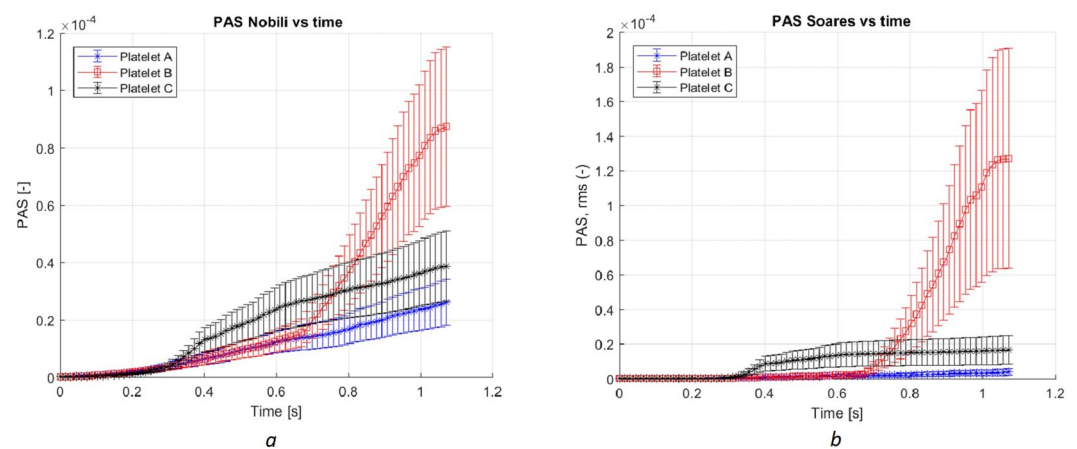 PAS Nobili vs time
×10⁻⁴
1.2
1
0.8
0.6
0.4
0.2
0
PAS [-]
Platelet A
Platelet B
Platelet C
0 0.2 0.4 0.6 0.8 1 1.2
Time [s]
a
PAS Soares vs time
×10⁻⁴
2
1.8
1.6
1.4
1.2
1
0.8
0.6
0.4
0.2
0
PAS, rms (-)
Platelet A
Platelet B
Platelet C
0 0.2 0.4 0.6 0.8 1 1.2
Time [s]
b